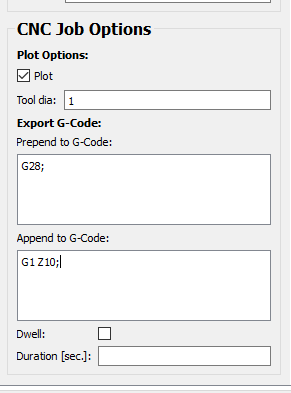 CNC Job Options
Plot Options:
Plot
Tool dia: 1
Export G-Code:
Prepend to G-Code:
G28;
Append to G-Code:
G1 Z10;
Dwell:
Duration [sec.]: